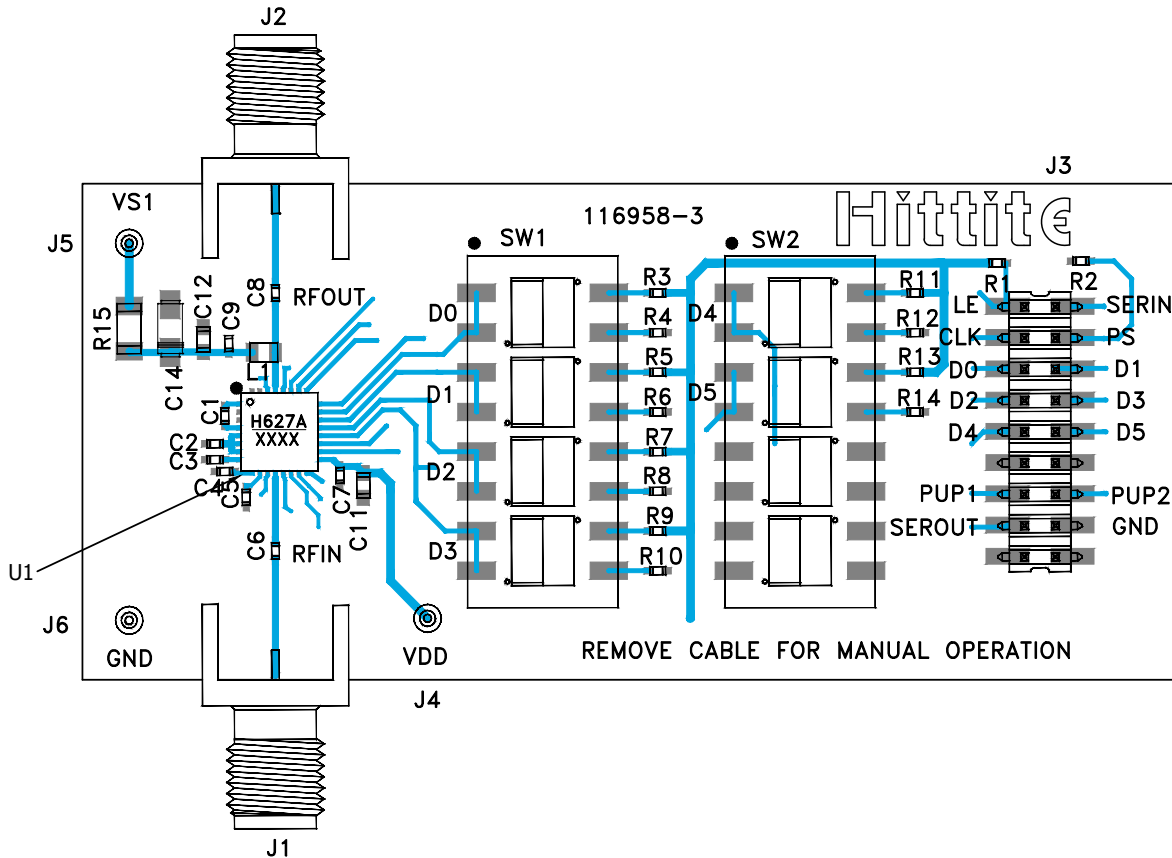 J2
J3
VS1
116958-3
Hittite
J5
SW1
SW2
R3
R11
R1
R2
C12
C8
RFOUT
D0
D4
LE
SERIN
R15
C9
R4
R12
CLK
PS
C14
L1
R5
R13
D0
D1
D1
D5
C1
H627A
XXXX
R6
R14
D2
D3
C2
C3
C4
C5
D2
R7
D4
D5
C7
C11
R8
PUP1
PUP2
C6
RFIN
D3
R9
SEROUT
GND
U1
R10
J6
GND
VDD
REMOVE CABLE FOR MANUAL OPERATION
J4
J1